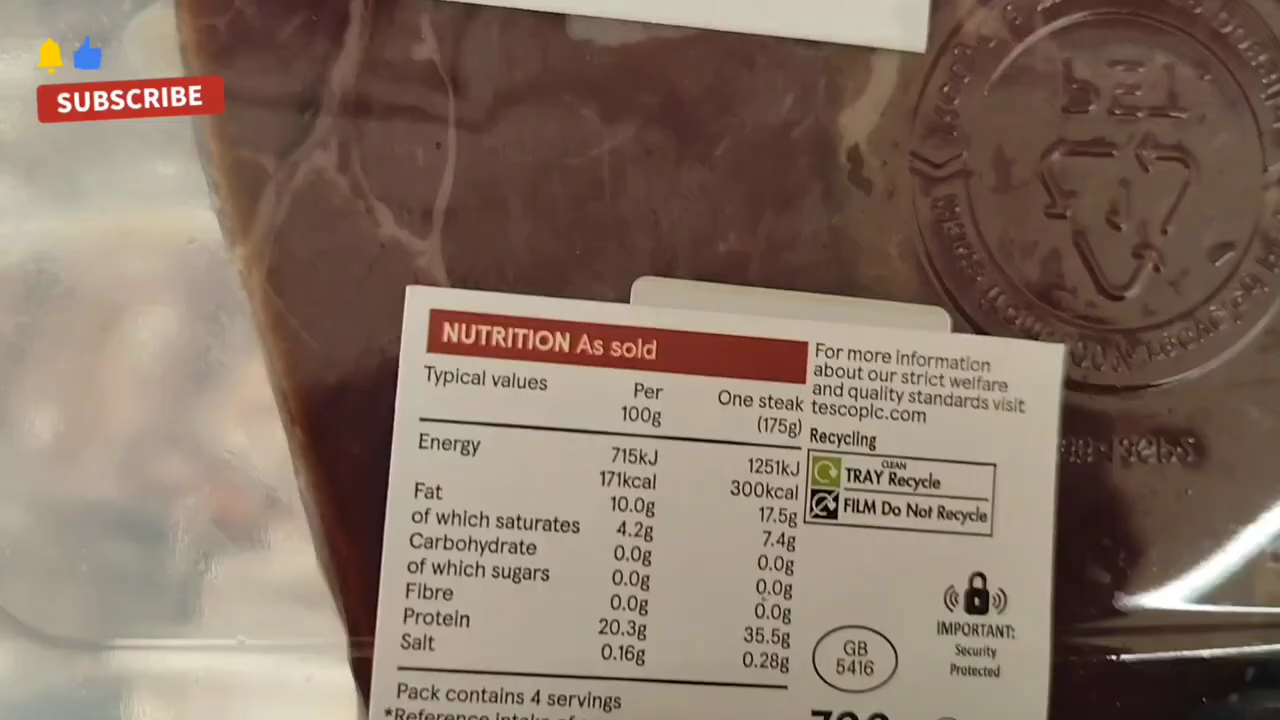 SUBSCRIBE
NUTRITION As sold
Typical values
Per
100g
One steak
(175g)
Energy 715kJ 1251kJ
171kcal 300kcal
Fat 10.0g 17.5g
of which saturates 4.2g 7.4g
Carbohydrate 0.0g 0.0g
of which sugars 0.0g 0.0g
Fibre 0.0g 0.0g
Protein 20.3g 35.5g
Salt 0.16g 0.28g
Pack contains 4 servings
For more information
about our strict welfare
and quality standards visit
tescoplc.com
Recycling
CLEAN
TRAY Recycle
FILM Do Not Recycle
GB
5416
IMPORTANT:
Security
Protected